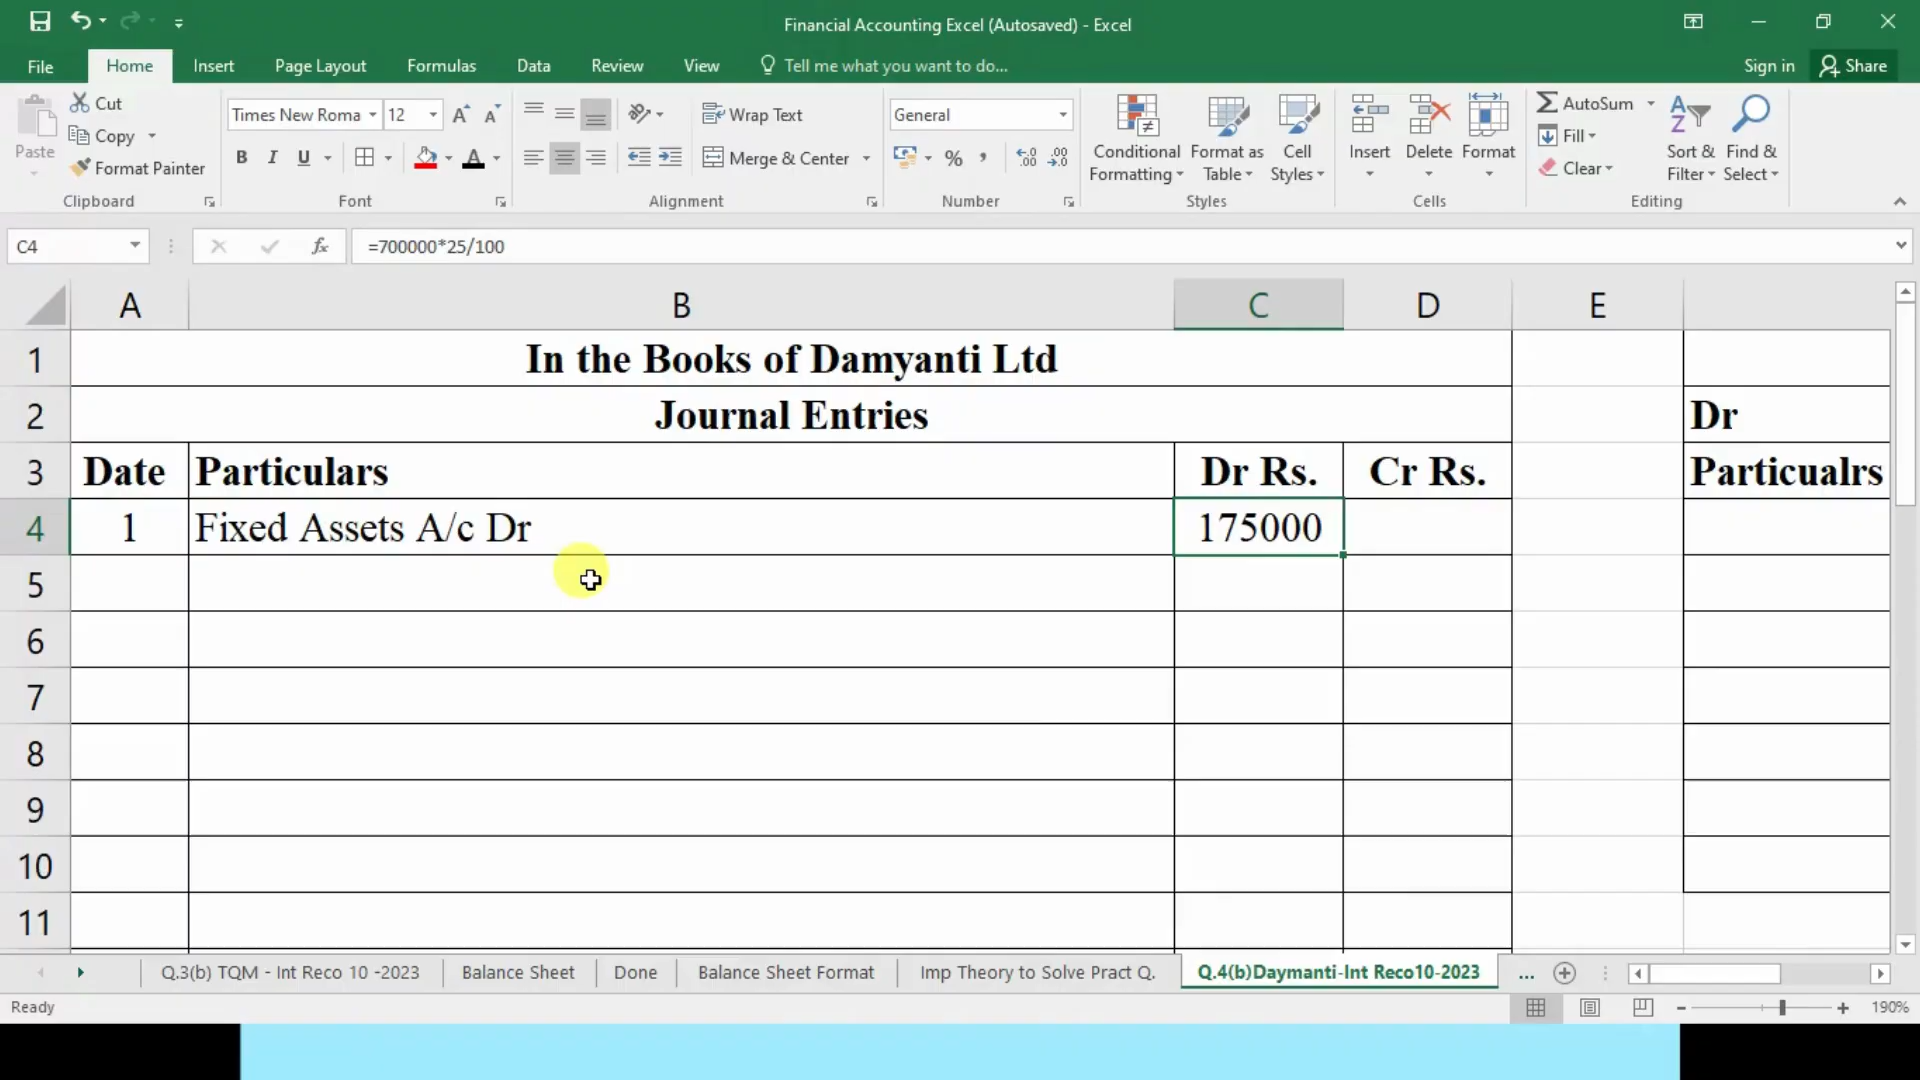 Financial Accounting Excel (Autosaved) - Excel
File Home Insert Page Layout Formulas Data Review View Tell me what you want to do... Sign in Share
Cut
Copy
Format Painter
Paste
Clipboard
Times New Roma 12
B I U
Font
Wrap Text
Merge & Center
Alignment
General
% , .00 .0
Number
Conditional Formatting
Format as Table
Cell Styles
Styles
Insert Delete Format
Cells
AutoSum
Fill
Clear
Sort & Filter
Find & Select
Editing
C4 fx =700000*25/100
A B C D E
1 In the Books of Damyanti Ltd
2 Journal Entries Dr
3 Date Particulars Dr Rs. Cr Rs. Particualrs
4 1 Fixed Assets A/c Dr 175000
5
6
7
8
9
10
11
Q.3(b) TQM - Int Reco 10 -2023 Balance Sheet Done Balance Sheet Format Imp Theory to Solve Pract Q. Q.4(b)Daymanti-Int Reco10-2023 ...
Ready 190%